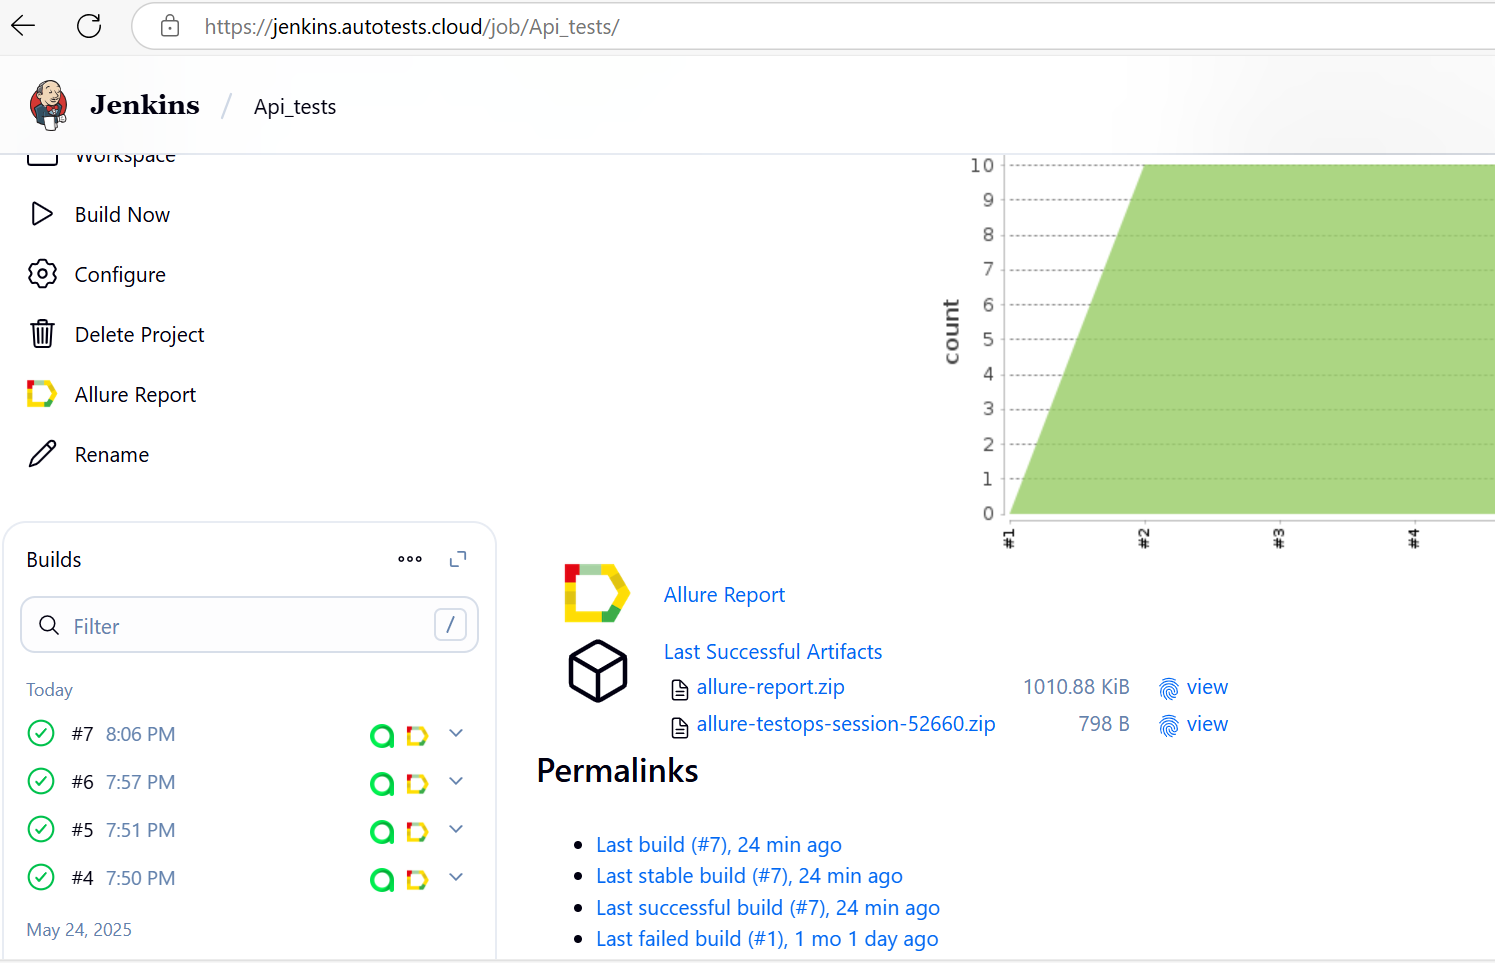 https://jenkins.autotests.cloud/job/Api_tests/
Jenkins / Api_tests
Workspace
Build Now
Configure
Delete Project
Allure Report
Rename
Builds
Filter /
Today
#7 8:06 PM
#6 7:57 PM
#5 7:51 PM
#4 7:50 PM
May 24, 2025
10
9
8
7
6
5
4
3
2
1
0
count
#1 #2 #3 #4
Allure Report
Last Successful Artifacts
allure-report.zip 1010.88 KiB view
allure-testops-session-52660.zip 798 B view
Permalinks
Last build (#7), 24 min ago
Last stable build (#7), 24 min ago
Last successful build (#7), 24 min ago
Last failed build (#1), 1 mo 1 day ago